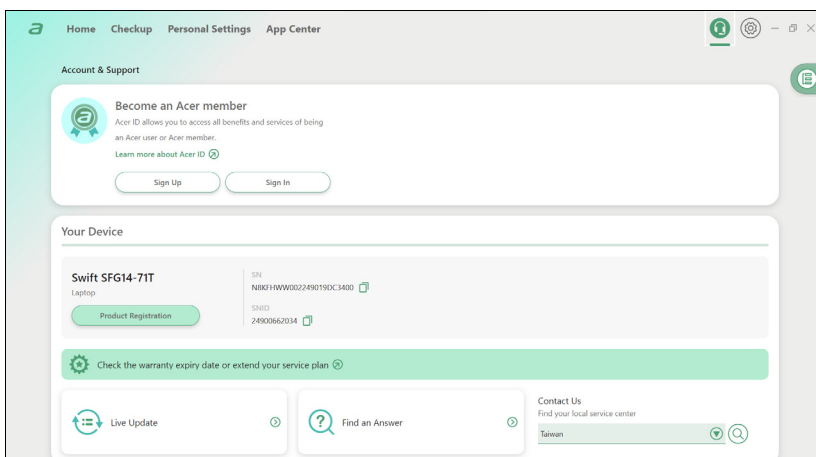 a Home Checkup Personal Settings App Center
Account & Support
Become an Acer member
Acer ID allows you to access all benefits and services of being
an Acer user or Acer member.
Learn more about Acer ID
Sign Up Sign In
Your Device
Swift SFG14-71T
Laptop
Product Registration
SN
N8KFHWW002249019DC3400
SNID
24900662034
Check the warranty expiry date or extend your service plan
Live Update
Find an Answer
Contact Us
Find your local service center
Taiwan